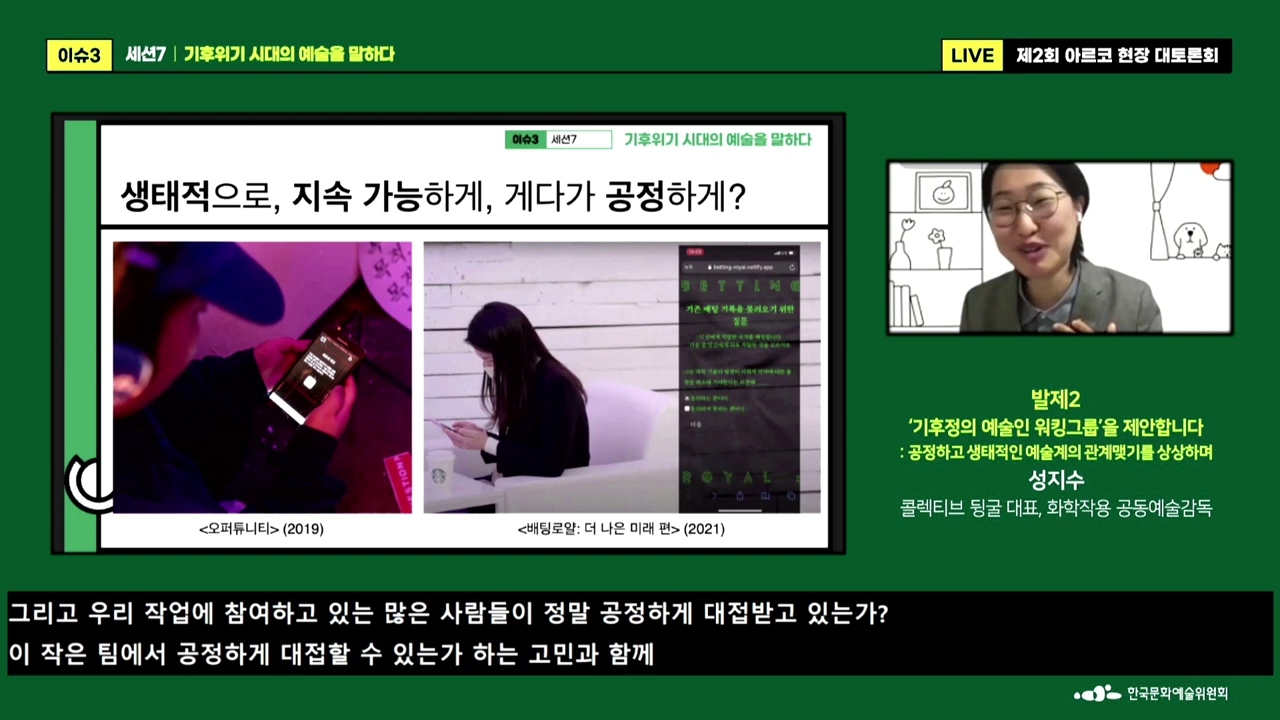 이슈3
세션7 | 기후위기 시대의 예술을 말하다
LIVE
제2회 아르코 현장 대토론회
이슈3 세션7
기후위기 시대의 예술을 말하다
생태적으로, 지속 가능하게, 게다가 공정하게?
betting-royal.netlify.app
BETTING
기존 배팅 기록을 불러오기 위한
질문
다음
ROYAL
<오퍼튜니티> (2019)
<배팅로얄: 더 나은 미래 편> (2021)
발제2
‘기후정의 예술인 워킹그룹’을 제안합니다
: 공정하고 생태적인 예술계의 관계맺기를 상상하며
성지수
콜렉티브 뒹굴 대표, 화학작용 공동예술감독
그리고 우리 작업에 참여하고 있는 많은 사람들이 정말 공정하게 대접받고 있는가?
이 작은 팀에서 공정하게 대접할 수 있는가 하는 고민과 함께
한국문화예술위원회